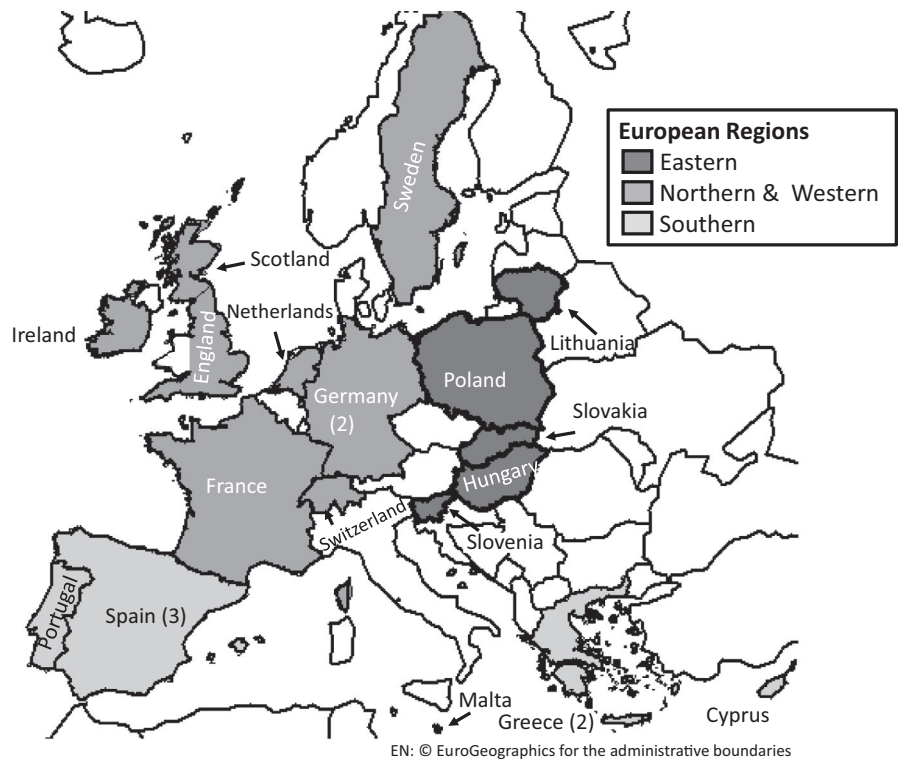 European Regions
Eastern
Northern & Western
Southern
Sweden
Scotland
Netherlands
Ireland
England
Lithuania
Germany
(2)
Poland
Slovakia
France
Hungary
Switzerland
Slovenia
Portugal
Spain (3)
Malta
Greece (2)
Cyprus
EN: © EuroGeographics for the administrative boundaries